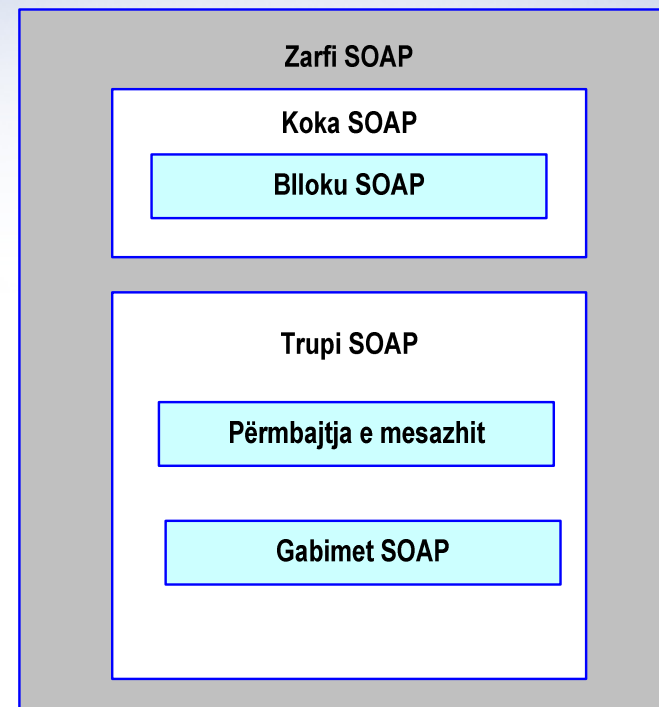 Zarfi SOAP
Koka SOAP
Blloku SOAP
Trupi SOAP
Përmbajtja e mesazhit
Gabimet SOAP